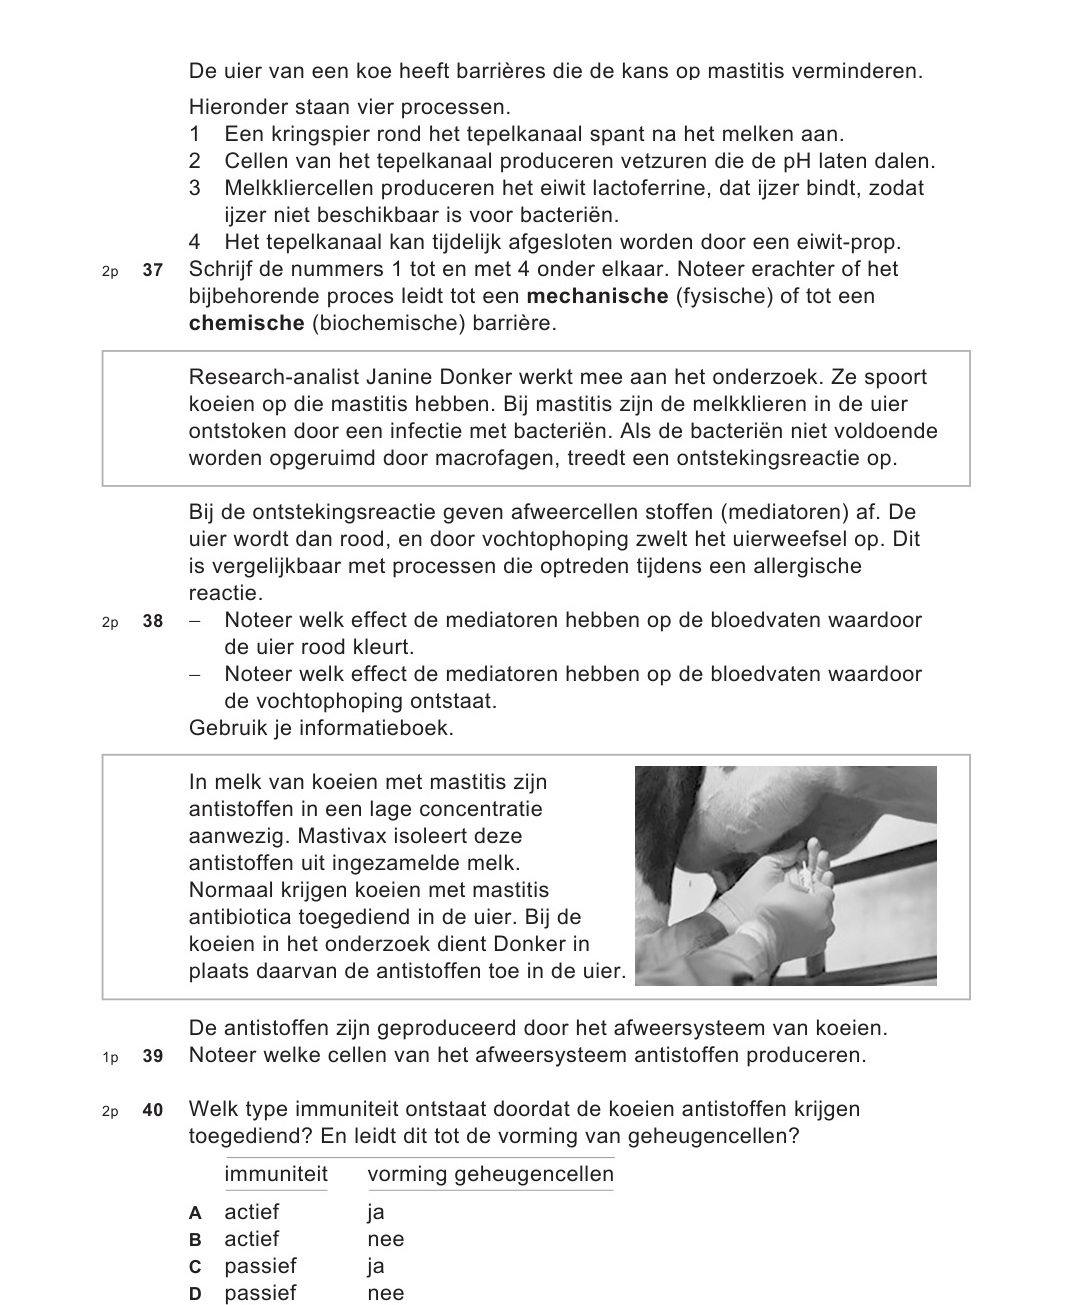 De uier van een koe heeft barrières die de kans op mastitis verminderen.
Hieronder staan vier processen.
1 Een kringspier rond het tepelkanaal spant na het melken aan.
2 Cellen van het tepelkanaal produceren vetzuren die de pH laten dalen.
3 Melkkliercellen produceren het eiwit lactoferrine, dat ijzer bindt, zodat
ijzer niet beschikbaar is voor bacteriën.
4 Het tepelkanaal kan tijdelijk afgesloten worden door een eiwit-prop.
2p 37 Schrijf de nummers 1 tot en met 4 onder elkaar. Noteer erachter of het
bijbehorende proces leidt tot een mechanische (fysische) of tot een
chemische (biochemische) barrière.
Research-analist Janine Donker werkt mee aan het onderzoek. Ze spoort
koeien op die mastitis hebben. Bij mastitis zijn de melkklieren in de uier
ontstoken door een infectie met bacteriën. Als de bacteriën niet voldoende
worden opgeruimd door macrofagen, treedt een ontstekingsreactie op.
Bij de ontstekingsreactie geven afweercellen stoffen (mediatoren) af. De
uier wordt dan rood, en door vochtophoping zwelt het uierweefsel op. Dit
is vergelijkbaar met processen die optreden tijdens een allergische
reactie.
2p 38 – Noteer welk effect de mediatoren hebben op de bloedvaten waardoor
de uier rood kleurt.
– Noteer welk effect de mediatoren hebben op de bloedvaten waardoor
de vochtophoping ontstaat.
Gebruik je informatieboek.
In melk van koeien met mastitis zijn
antistoffen in een lage concentratie
aanwezig. Mastivax isoleert deze
antistoffen uit ingezamelde melk.
Normaal krijgen koeien met mastitis
antibiotica toegediend in de uier. Bij de
koeien in het onderzoek dient Donker in
plaats daarvan de antistoffen toe in de uier.
De antistoffen zijn geproduceerd door het afweersysteem van koeien.
1p 39 Noteer welke cellen van het afweersysteem antistoffen produceren.
2p 40 Welk type immuniteit ontstaat doordat de koeien antistoffen krijgen
toegediend? En leidt dit tot de vorming van geheugencellen?
immuniteit vorming geheugencellen
A actief ja
B actief nee
C passief ja
D passief nee